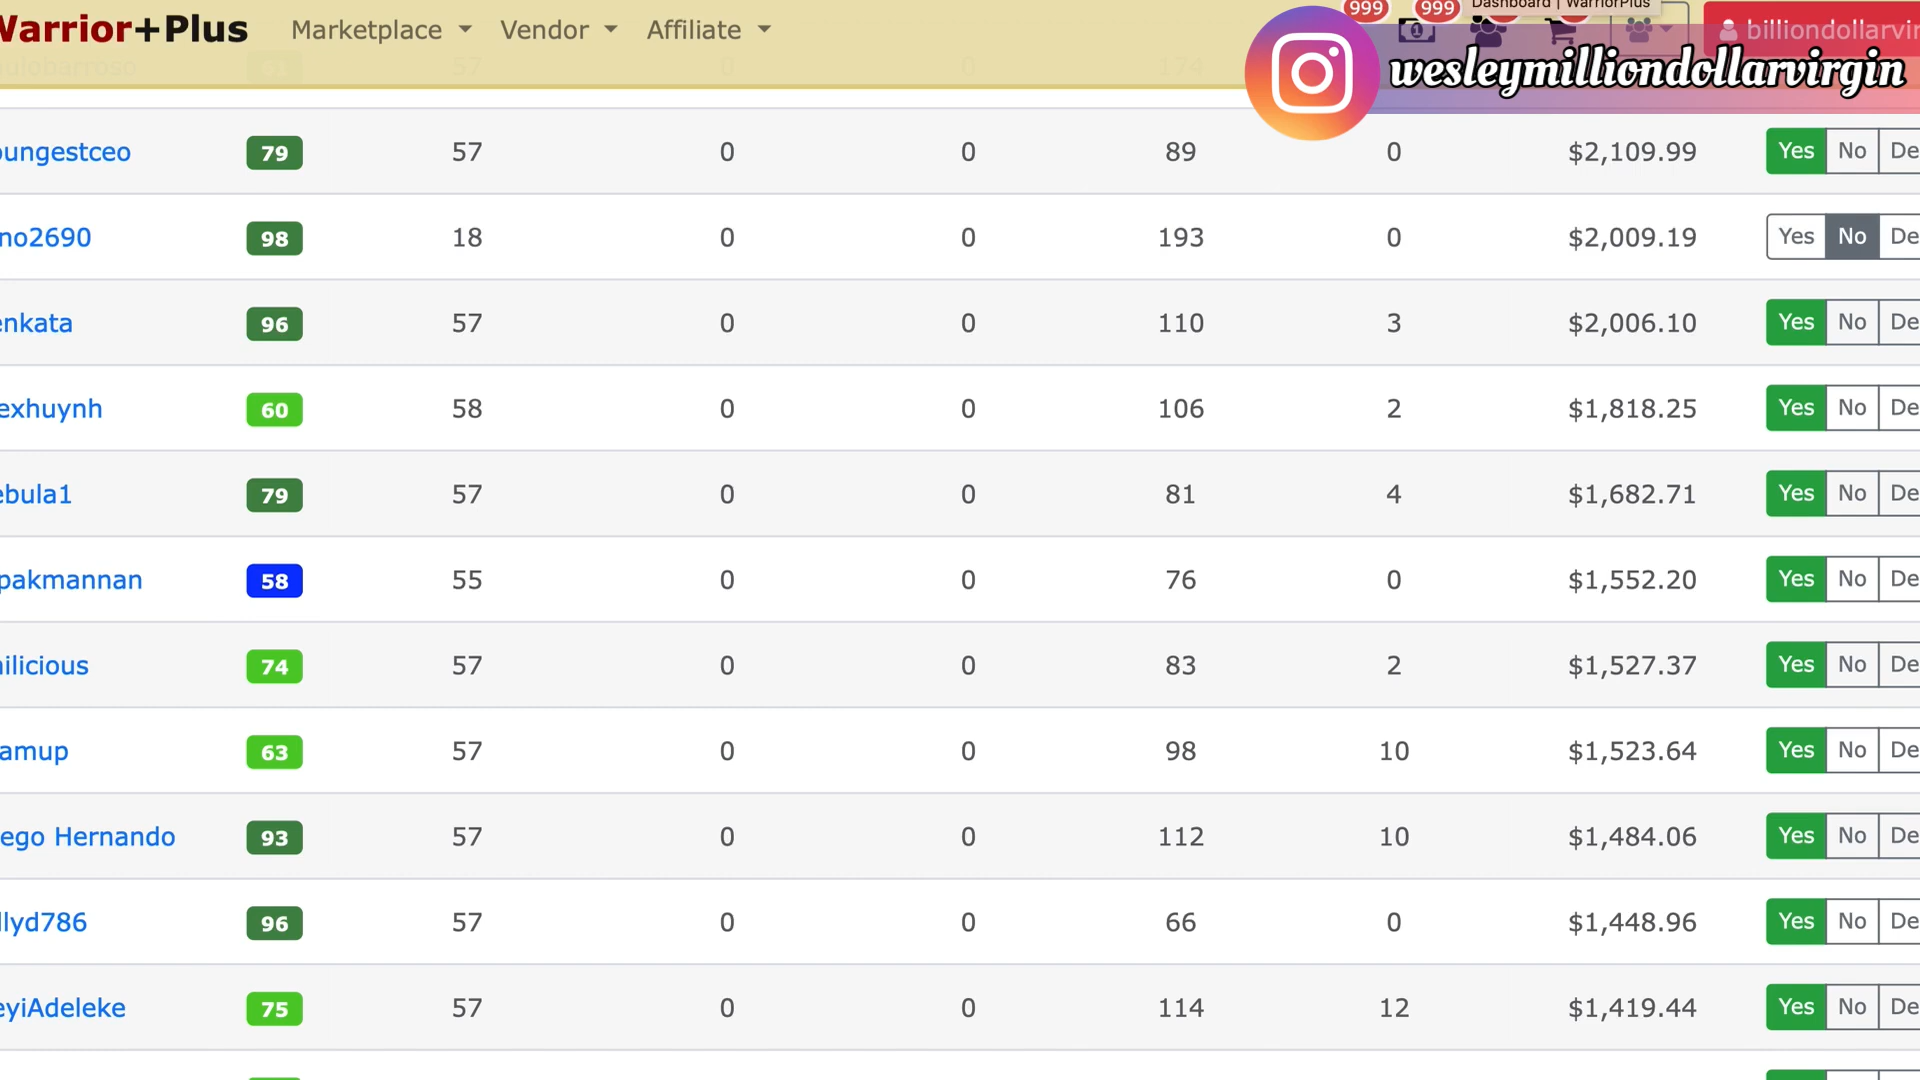 Warrior+Plus Marketplace Vendor Affiliate 999 999 Dashboard | WarriorPlus billiondollarvir
ulobarroso 57 0 0 174
wesleymilliondollarvirgin
oungestceo 79 57 0 0 89 0 $2,109.99 Yes No De
no2690 98 18 0 0 193 0 $2,009.19 Yes No De
enkata 96 57 0 0 110 3 $2,006.10 Yes No De
exhuynh 60 58 0 0 106 2 $1,818.25 Yes No De
ebula1 79 57 0 0 81 4 $1,682.71 Yes No De
pakmannan 58 55 0 0 76 0 $1,552.20 Yes No De
ilicious 74 57 0 0 83 2 $1,527.37 Yes No De
amup 63 57 0 0 98 10 $1,523.64 Yes No De
ego Hernando 93 57 0 0 112 10 $1,484.06 Yes No De
llyd786 96 57 0 0 66 0 $1,448.96 Yes No De
eyiAdeleke 75 57 0 0 114 12 $1,419.44 Yes No De